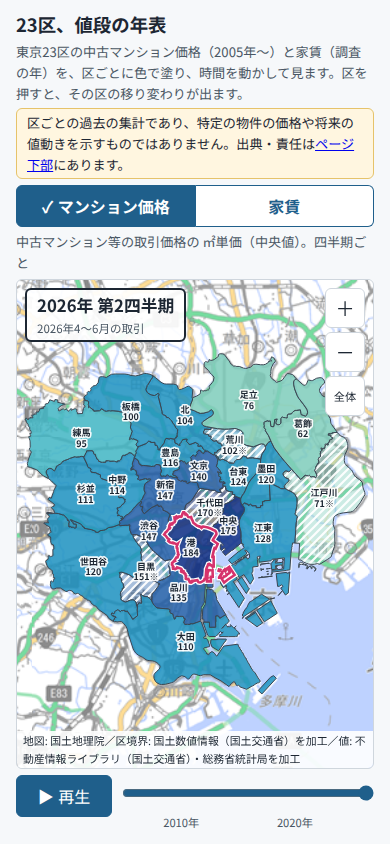 23区、値段の年表
東京23区の中古マンション価格（2005年〜）と家賃（調査
の年）を、区ごとに色で塗り、時間を動かして見ます。区を
押すと、その区の移り変わりが出ます。
区ごとの過去の集計であり、特定の物件の価格や将来の
値動きを示すものではありません。出典・責任はページ
下部にあります。
✓ マンション価格
家賃
中古マンション等の取引価格の ㎡単価（中央値）。四半期ご
と
2026年 第2四半期
2026年4〜6月の取引
＋
−
全体
足立
76
板橋
100
北
104
葛飾
62
練馬
95
荒川
102※
豊島
116
文京
140
台東
124
墨田
120
中野
114
新宿
147
杉並
111
千代田
170※
江戸川
71※
中央
175
渋谷
147
江東
128
港
184
世田谷
120
目黒
151※
品川
135
大田
110
E20
246
E83
多摩川
地図: 国土地理院／区境界: 国土数値情報（国土交通省）を加工／値: 不
動産情報ライブラリ（国土交通省）・総務省統計局を加工
▶ 再生
2010年
2020年